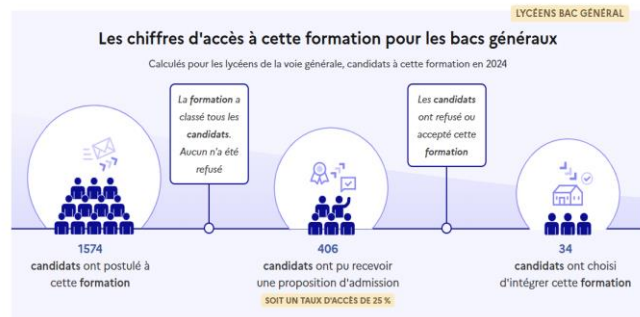 LYCÉENS BAC GÉNÉRAL
Les chiffres d'accès à cette formation pour les bacs généraux
Calculés pour les lycéens de la voie générale, candidats à cette formation en 2024
La formation a
classé tous les
candidats.
Aucun n'a été
refusé
Les candidats
ont refusé ou
accepté cette
formation
1574
candidats ont postulé à
cette formation
406
candidats ont pu recevoir
une proposition d'admission
SOIT UN TAUX D'ACCÈS DE 25 %
34
candidats ont choisi
d'intégrer cette formation